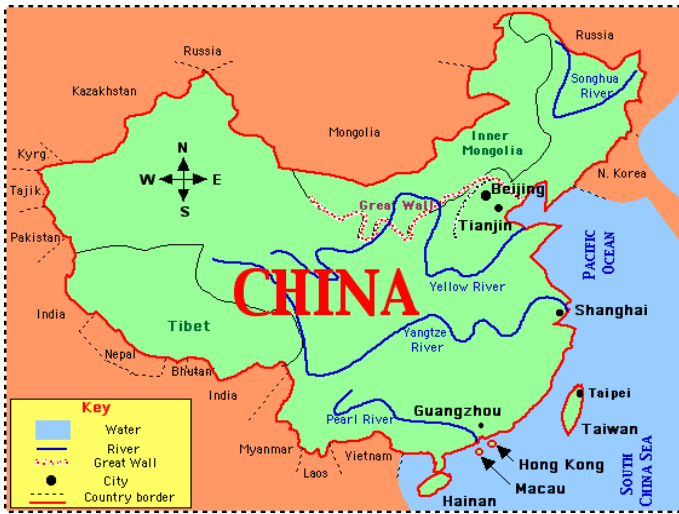 Russia
Russia
Kazakhstan
Songhua
River
Mongolia
Inner
Mongolia
Kyrg.
N
W
E
S
Tajik.
N. Korea
Beijing
Great Wall
Tianjin
Pakistan
PACIFIC
OCEAN
CHINA
Yellow River
India
Shanghai
Tibet
Yangtze
River
Nepal
Bhutan
India
Taipei
Key
Water
River
Great Wall
City
Country border
Guangzhou
Pearl River
Taiwan
Myanmar
Vietnam
Laos
Hong Kong
Macau
Hainan
SOUTH
CHINA SEA